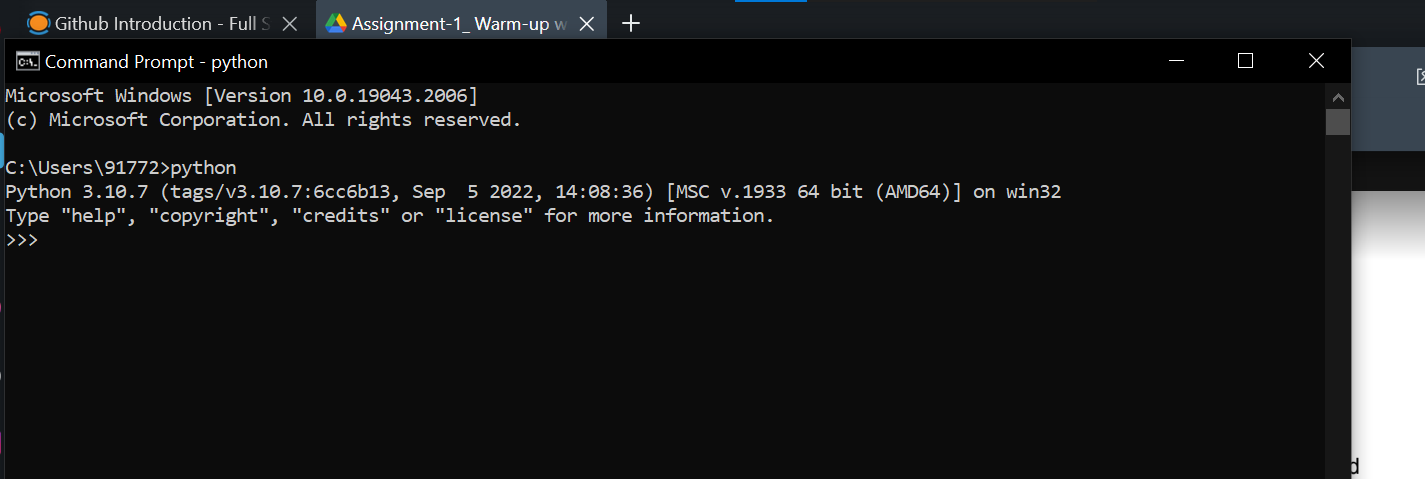 Github Introduction - Full S
Assignment-1_ Warm-up w
Command Prompt - python
Microsoft Windows [Version 10.0.19043.2006]
(c) Microsoft Corporation. All rights reserved.
C:\Users\91772>python
Python 3.10.7 (tags/v3.10.7:6cc6b13, Sep  5 2022, 14:08:36) [MSC v.1933 64 bit (AMD64)] on win32
Type "help", "copyright", "credits" or "license" for more information.
>>>
d